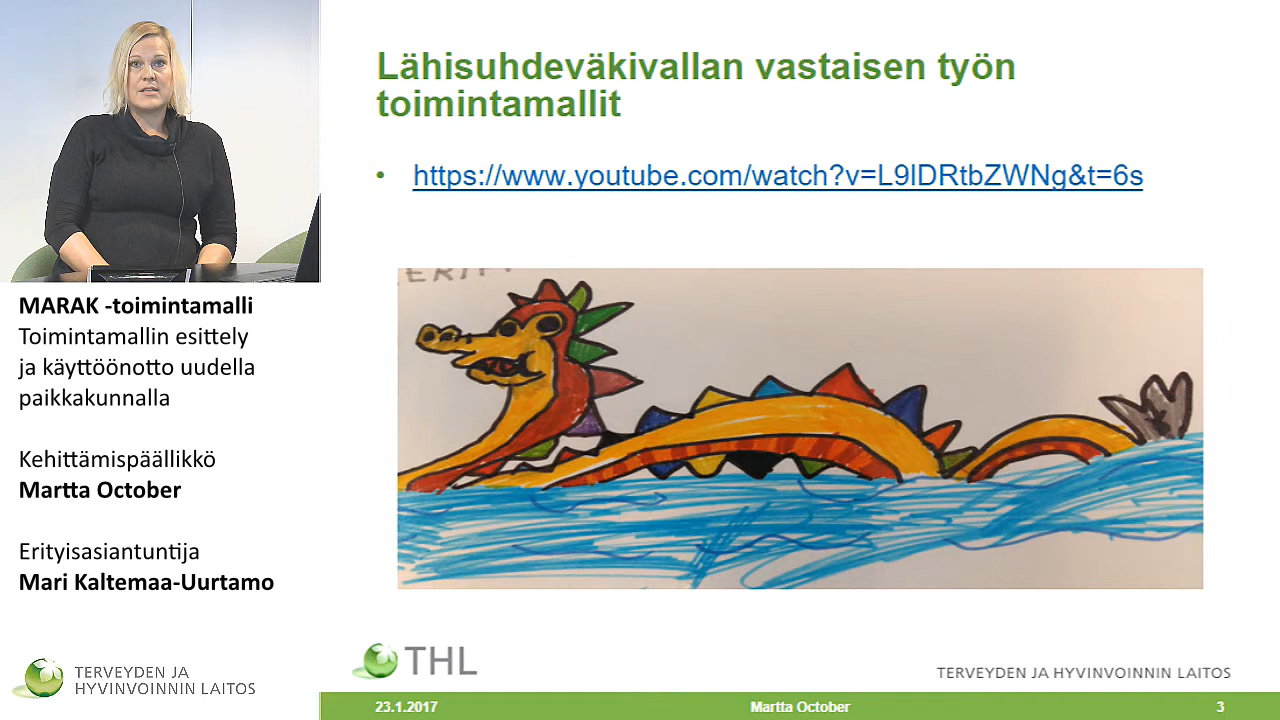 Lähisuhdeväkivallan vastaisen työn
toimintamallit
• https://www.youtube.com/watch?v=L9lDRtbZWNg&t=6s
MARAK -toimintamalli
Toimintamallin esittely
ja käyttöönotto uudella
paikkakunnalla
Kehittämispäällikkö
Martta October
Erityisasiantuntija
Mari Kaltemaa-Uurtamo
TERVEYDEN JA
HYVINVOINNIN LAITOS
THL
TERVEYDEN JA HYVINVOINNIN LAITOS
23.1.2017
Martta October
3